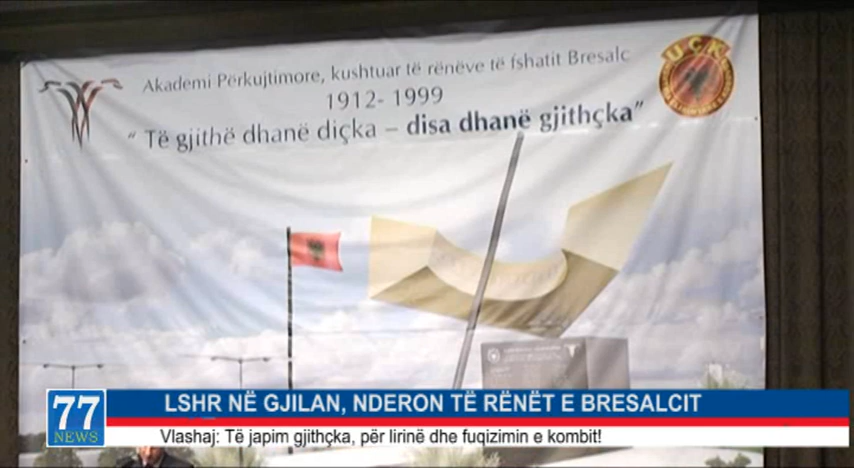 Akademi Përkujtimore, kushtuar të rënëve të fshatit Bresalc
UÇK
1912- 1999
“ Të gjithë dhanë diçka – disa dhanë gjithçka”
77
NEWS
LSHR NË GJILAN, NDERON TË RËNËT E BRESALCIT
Vlashaj: Të japim gjithçka, për lirinë dhe fuqizimin e kombit!